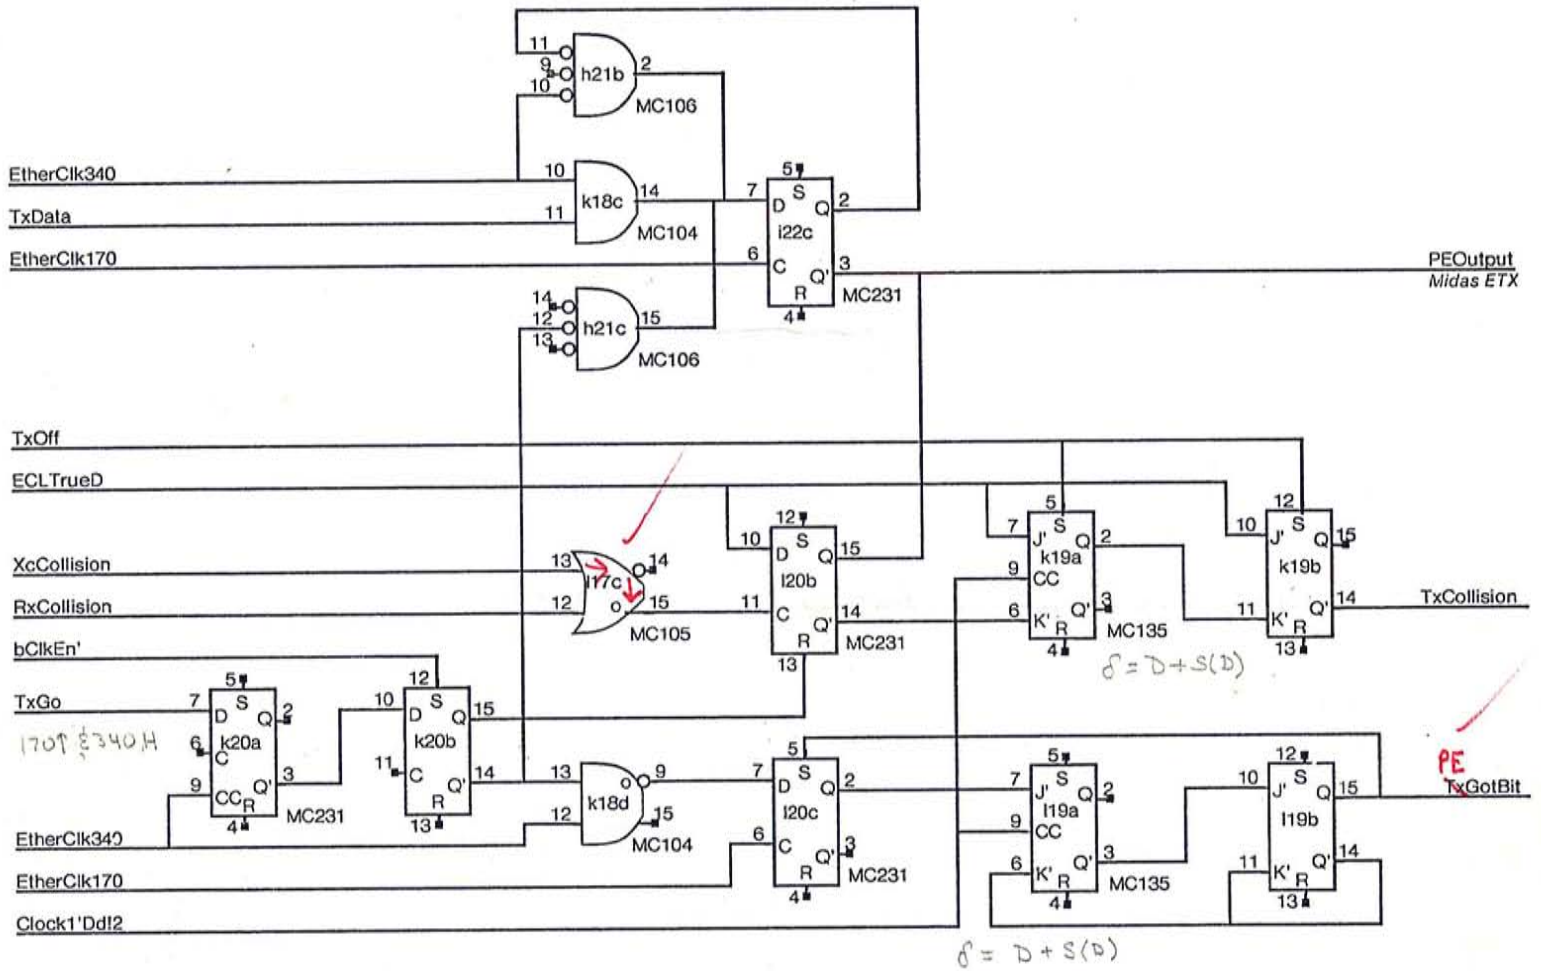 11
9
10
h21b
2
MC106
EtherClk340
10
k18c
14
TxData
11
MC104
EtherClk170
7
5
S
D
Q
2
i22c
6
C
Q'
3
R
4
MC231
PEOutput
Midas ETX
14
12
13
h21c
15
MC106
TxOff
ECLTrueD
XcCollision
13
l17c
14
RxCollision
12
15
MC105
10
12
S
D
Q
15
l20b
11
C
Q'
14
R
13
MC231
7
5
S
J'
Q
2
k19a
9
CC
6
K'
Q'
3
R
4
MC135
δ = D + S(D)
10
12
S
J'
Q
15
k19b
11
K'
Q'
14
R
13
TxCollision
bClkEn'
TxGo
170↑ & 340,H
7
5
S
D
Q
2
k20a
6
C
9
CC
Q'
3
R
4
MC231
10
12
S
D
Q
15
k20b
11
C
Q'
14
R
13
EtherClk340
13
12
k18d
9
15
MC104
EtherClk170
7
5
S
D
Q
2
l20c
6
C
Q'
3
R
4
MC231
Clock1'Dd!2
7
5
S
J'
Q
2
l19a
9
CC
6
K'
Q'
3
R
4
MC135
δ = D + S(D)
10
12
S
J'
Q
15
l19b
11
K'
Q'
14
R
13
PE
TxGotBit